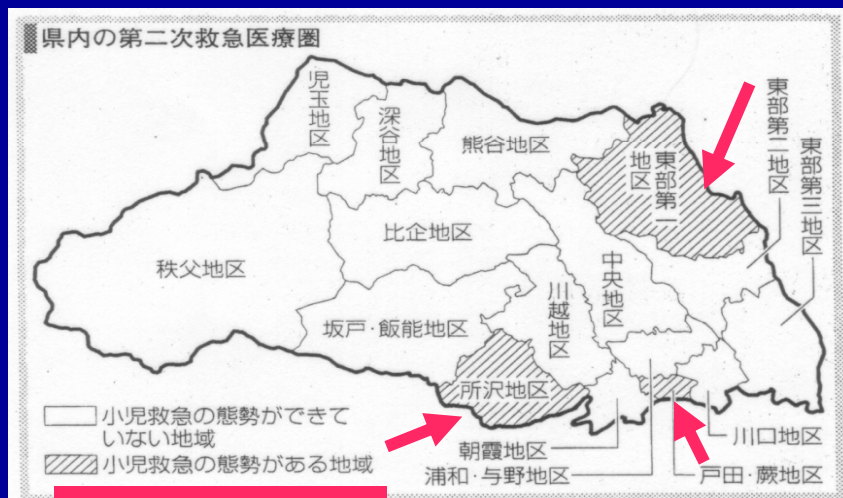 県内の第二次救急医療圏
児玉地区
深谷地区
熊谷地区
東部第一地区
東部第二地区
東部第三地区
秩父地区
比企地区
中央地区
川越地区
坂戸・飯能地区
所沢地区
小児救急の態勢ができて
いない地域
小児救急の態勢がある地域
朝霞地区
浦和・与野地区
川口地区
戸田・蕨地区